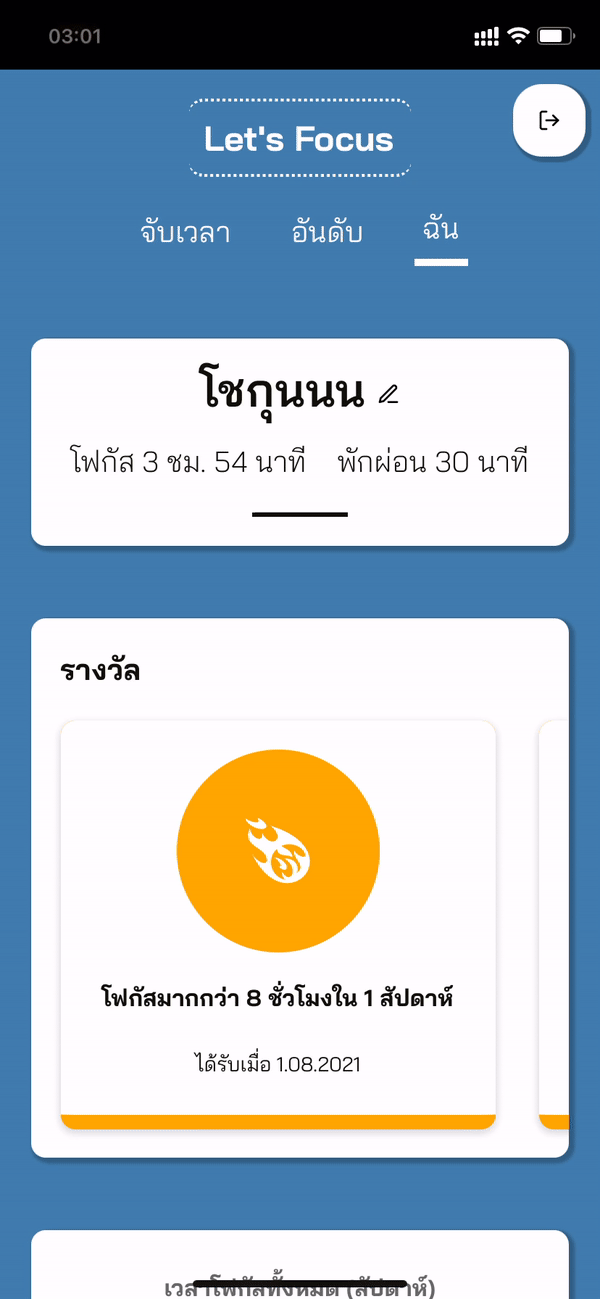 03:01
Let's Focus
จับเวลา อันดับ ฉัน
โชกุนนน
โฟกัส 3 ชม. 54 นาที พักผ่อน 30 นาที
รางวัล
โฟกัสมากกว่า 8 ชั่วโมงใน 1 สัปดาห์
ได้รับเมื่อ 1.08.2021
เวลาโฟกัสทั้งหมด (สัปดาห์)